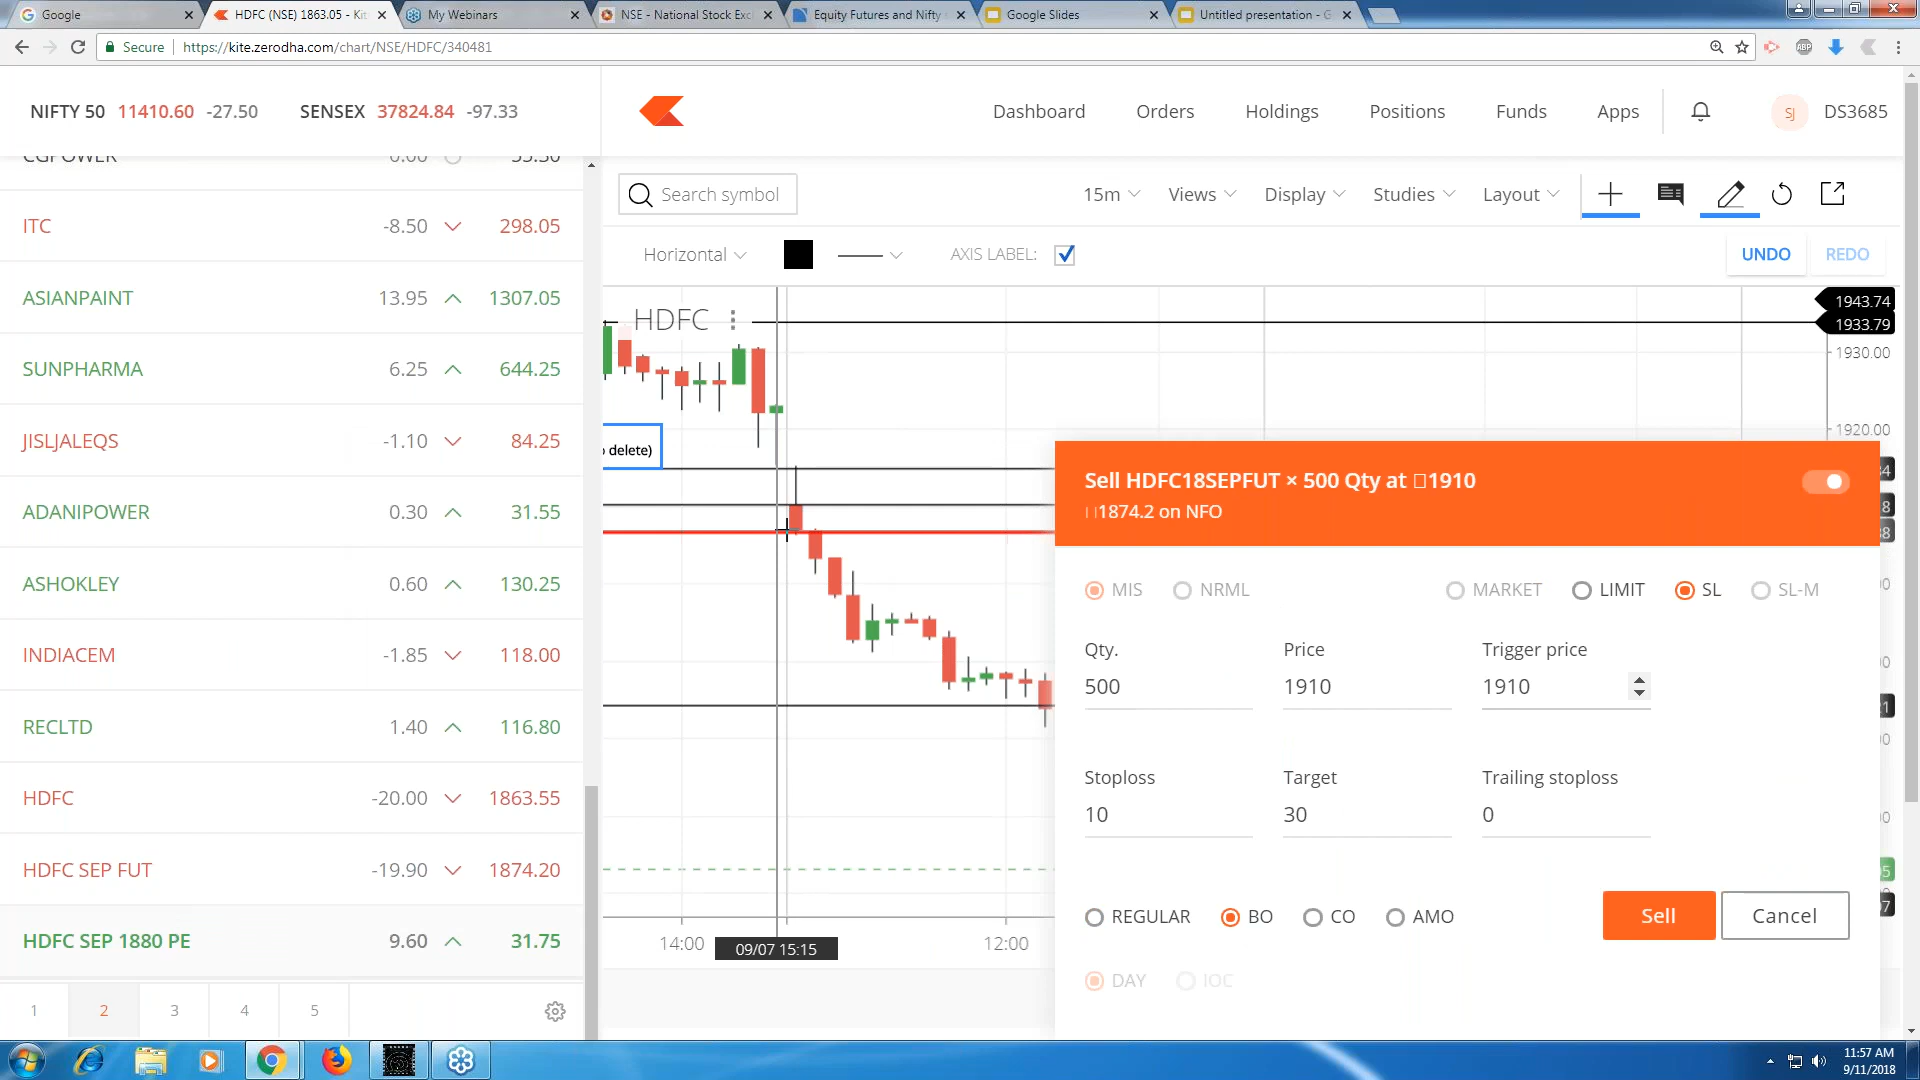 Google
HDFC (NSE) 1863.05 - Kit
My Webinars
NSE - National Stock Exc
Equity Futures and Nifty
Google Slides
Untitled presentation - G
Secure
https://kite.zerodha.com/chart/NSE/HDFC/340481
ABP
NIFTY 50 11410.60 -27.50
SENSEX 37824.84 -97.33
Dashboard
Orders
Holdings
Positions
Funds
Apps
SJ
DS3685
CGPOWER 0.00 55.50
ITC -8.50 298.05
ASIANPAINT 13.95 1307.05
SUNPHARMA 6.25 644.25
JISLJALEQS -1.10 84.25
ADANIPOWER 0.30 31.55
ASHOKLEY 0.60 130.25
INDIACEM -1.85 118.00
RECLTD 1.40 116.80
HDFC -20.00 1863.55
HDFC SEP FUT -19.90 1874.20
HDFC SEP 1880 PE 9.60 31.75
1 2 3 4 5
Search symbol
15m
Views
Display
Studies
Layout
Horizontal
AXIS LABEL:
UNDO
REDO
HDFC
1943.74
1933.79
1930.00
1920.00
delete)
14:00
09/07 15:15
12:00
Sell HDFC18SEPFUT × 500 Qty at 1910
1874.2 on NFO
MIS NRML
MARKET LIMIT SL SL-M
Qty. Price Trigger price
500 1910 1910
Stoploss Target Trailing stoploss
10 30 0
REGULAR BO CO AMO
Sell
Cancel
DAY IOC
11:57 AM
9/11/2018